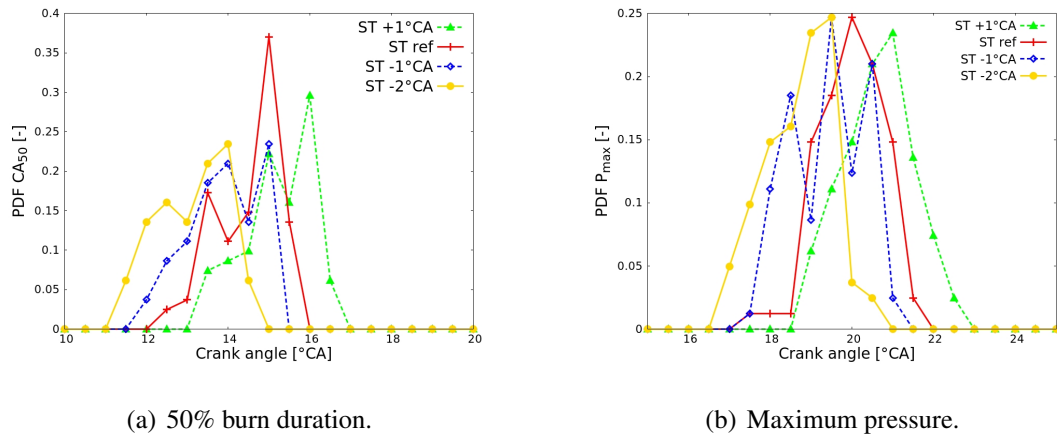 ST +1°CA
ST ref
ST -1°CA
ST -2°CA
0.4
0.35
0.3
0.25
0.2
0.15
0.1
0.05
0
PDF CA50 [-]
10 12 14 16 18 20
Crank angle [°CA]
(a) 50% burn duration.
ST +1°CA
ST ref
ST -1°CA
ST -2°CA
0.25
0.2
0.15
0.1
0.05
0
PDF Pmax [-]
16 18 20 22 24
Crank angle [°CA]
(b) Maximum pressure.